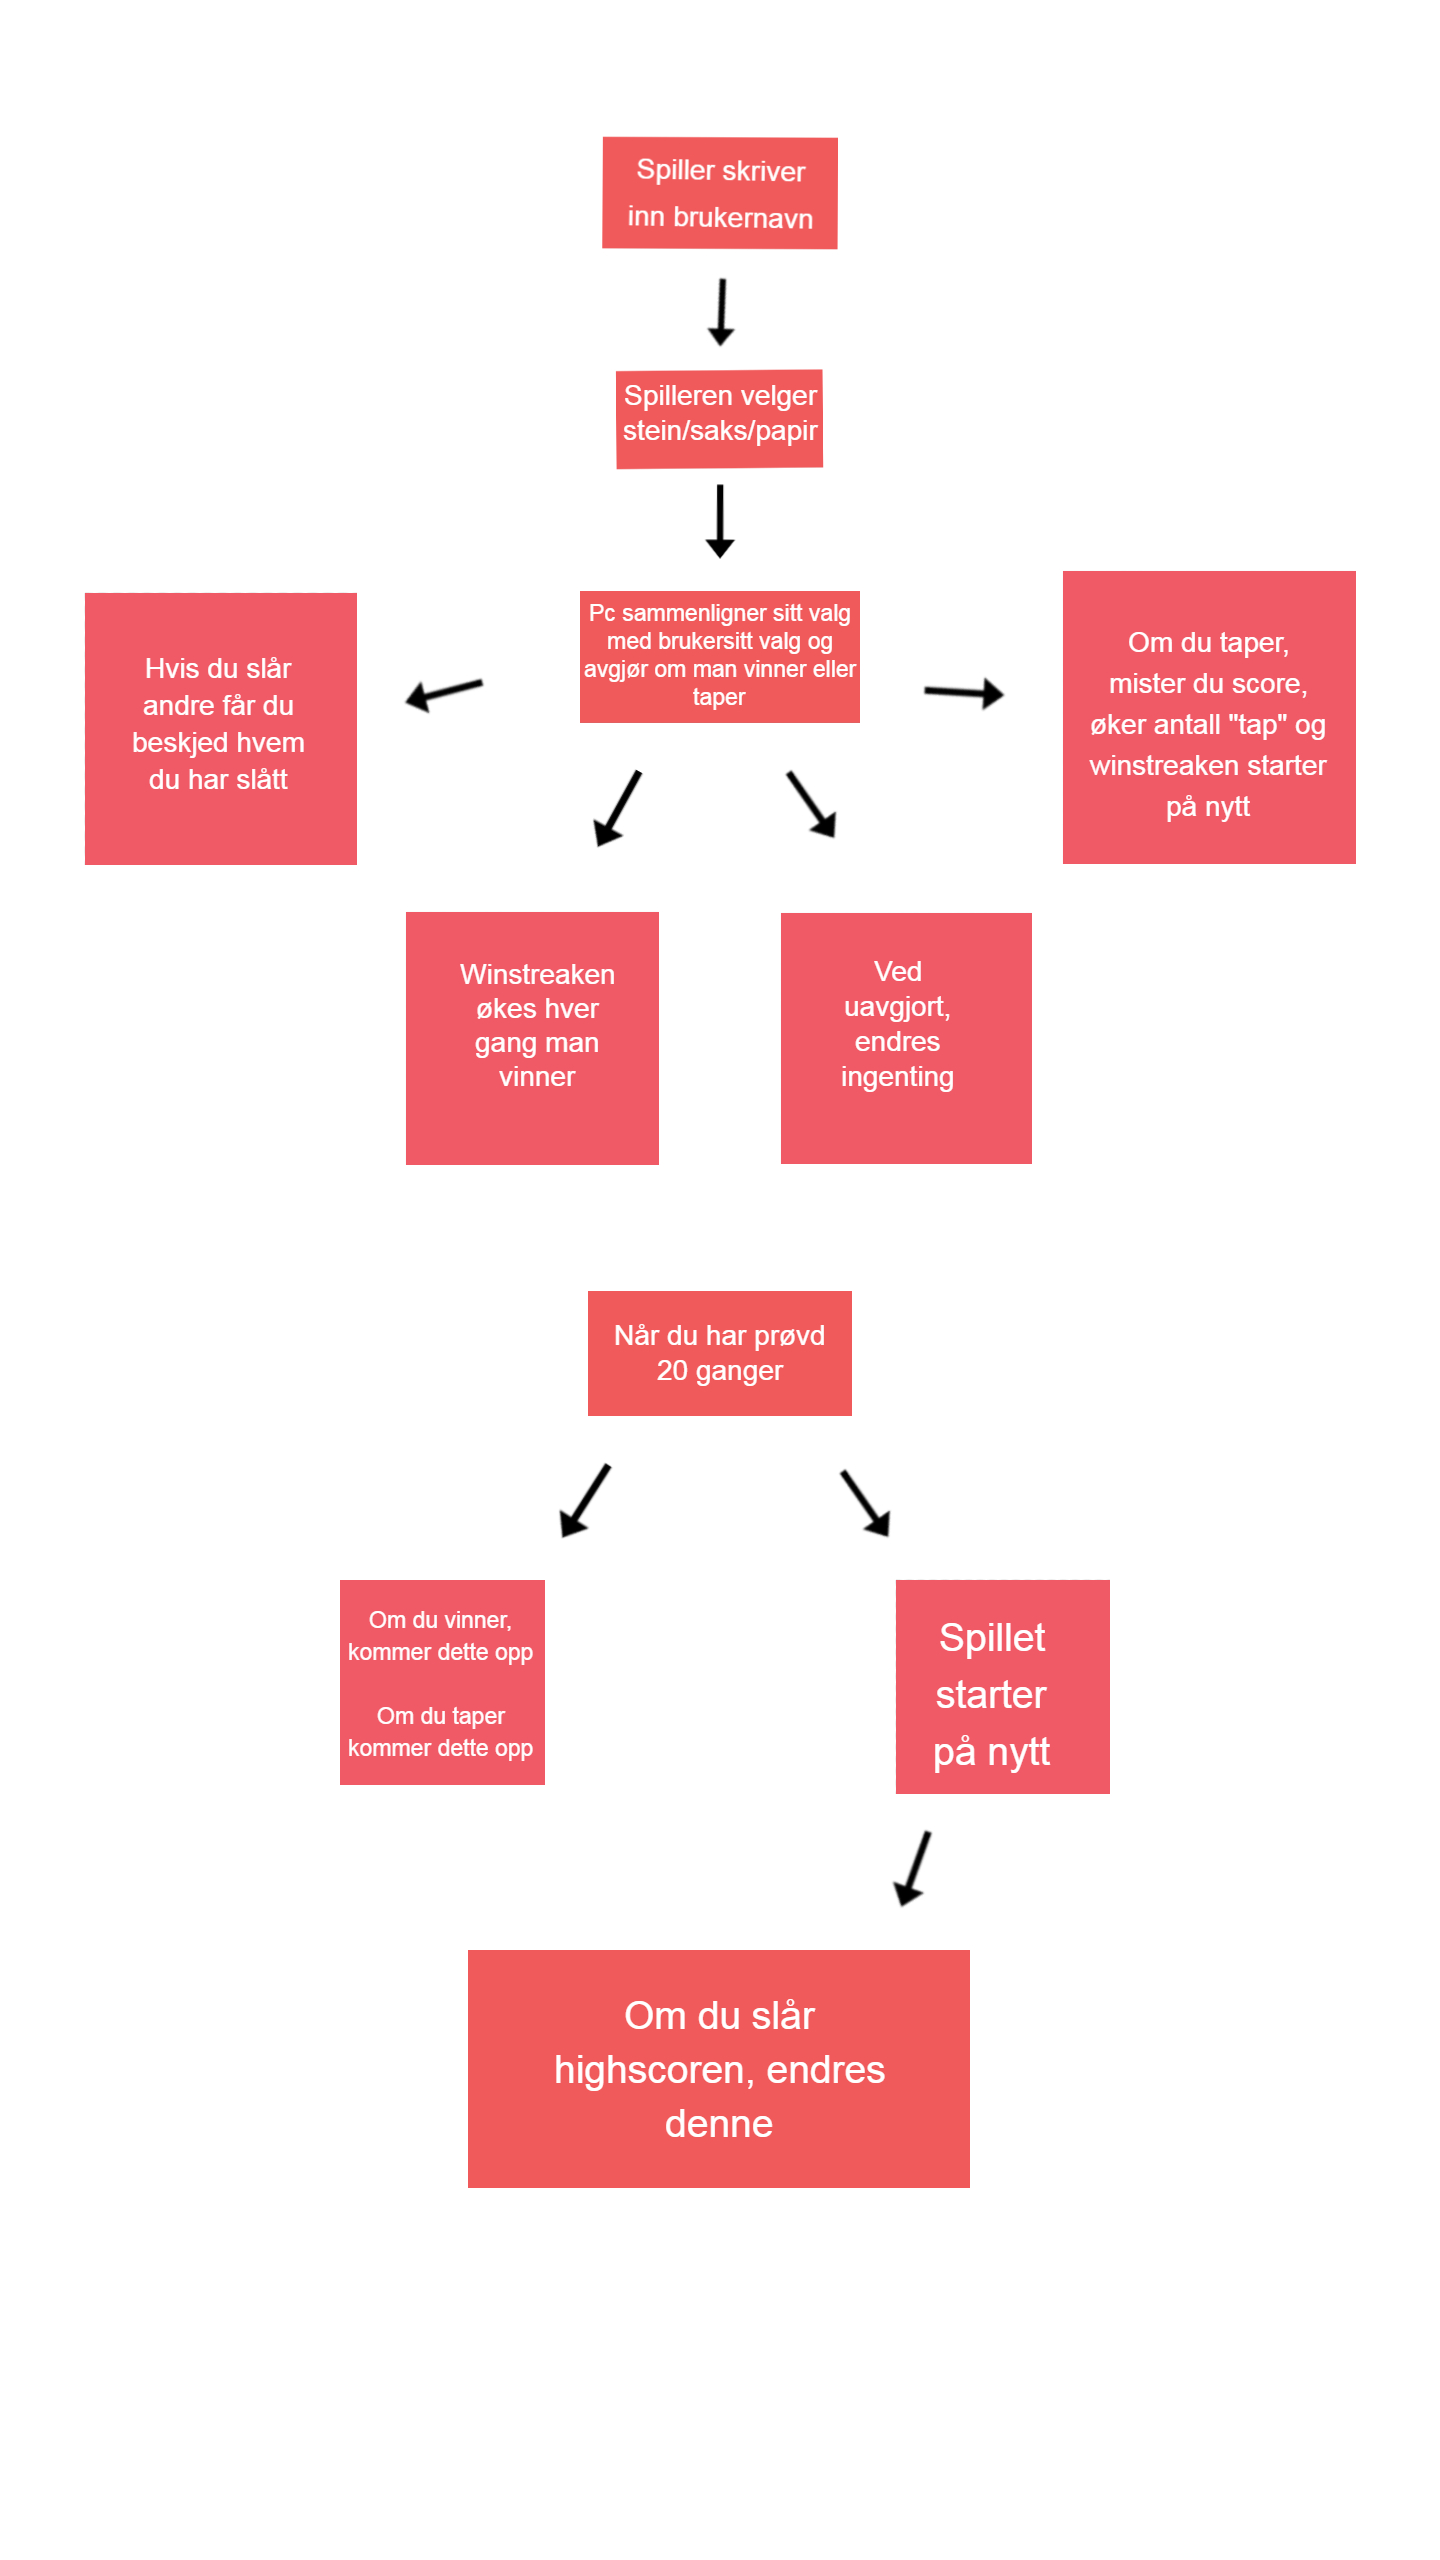 Spiller skriver
inn brukernavn
Spilleren velger
stein/saks/papir
Pc sammenligner sitt valg
med brukersitt valg og
avgjør om man vinner eller
taper
Hvis du slår
andre får du
beskjed hvem
du har slått
Om du taper,
mister du score,
øker antall "tap" og
winstreaken starter
på nytt
Winstreaken
økes hver
gang man
vinner
Ved
uavgjort,
endres
ingenting
Når du har prøvd
20 ganger
Om du vinner,
kommer dette opp
Om du taper
kommer dette opp
Spillet
starter
på nytt
Om du slår
highscoren, endres
denne